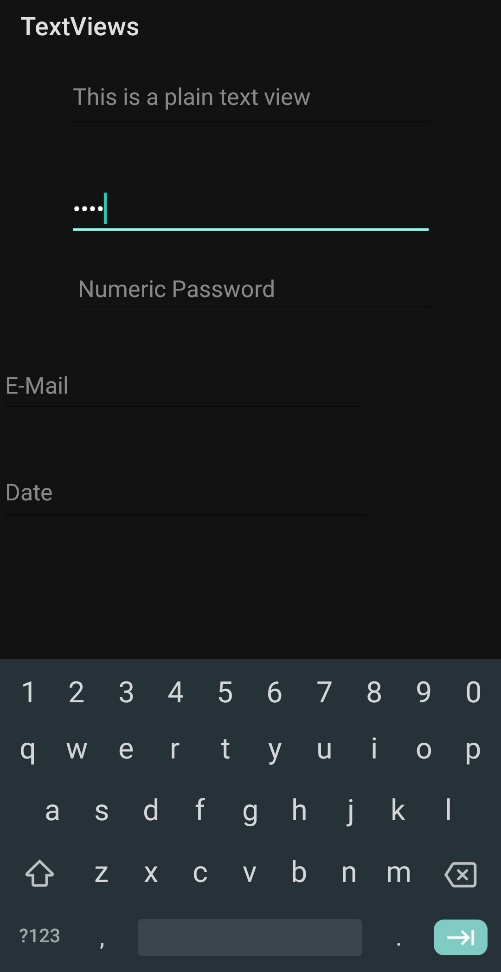 TextViews
This is a plain text view
••••
Numeric Password
E-Mail
Date
1 2 3 4 5 6 7 8 9 0
q w e r t y u i o p
a s d f g h j k l
z x c v b n m
?123 , .